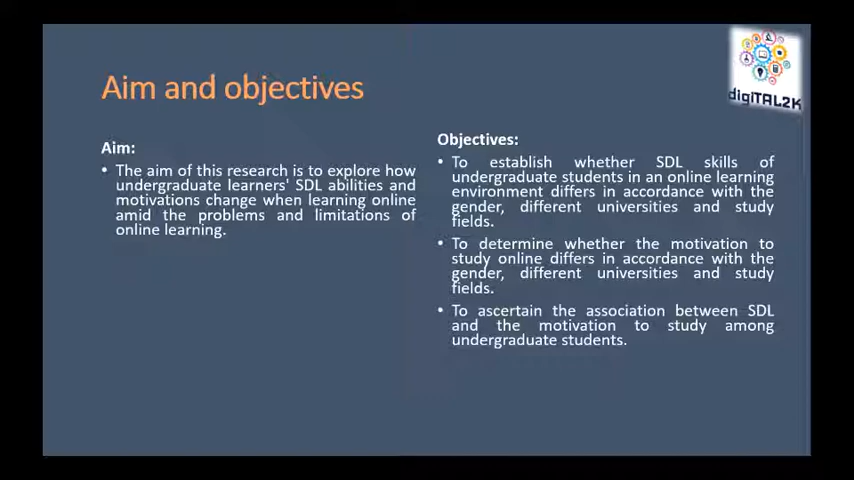 Aim and objectives
digiTAL2K
Aim:
• The aim of this research is to explore how
undergraduate learners' SDL abilities and
motivations change when learning online
amid the problems and limitations of
online learning.
Objectives:
• To establish whether SDL skills of
undergraduate students in an online learning
environment differs in accordance with the
gender, different universities and study
fields.
• To determine whether the motivation to
study online differs in accordance with the
gender, different universities and study
fields.
• To ascertain the association between SDL
and the motivation to study among
undergraduate students.